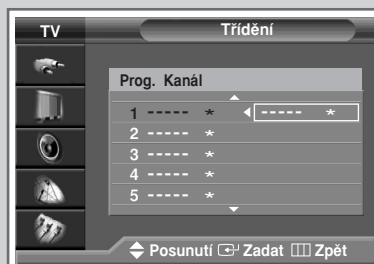 TV Třídění
Prog. Kanál
1 ----- * ----- *
2 ----- *
3 ----- *
4 ----- *
5 ----- *
Posunutí Zadat Zpět